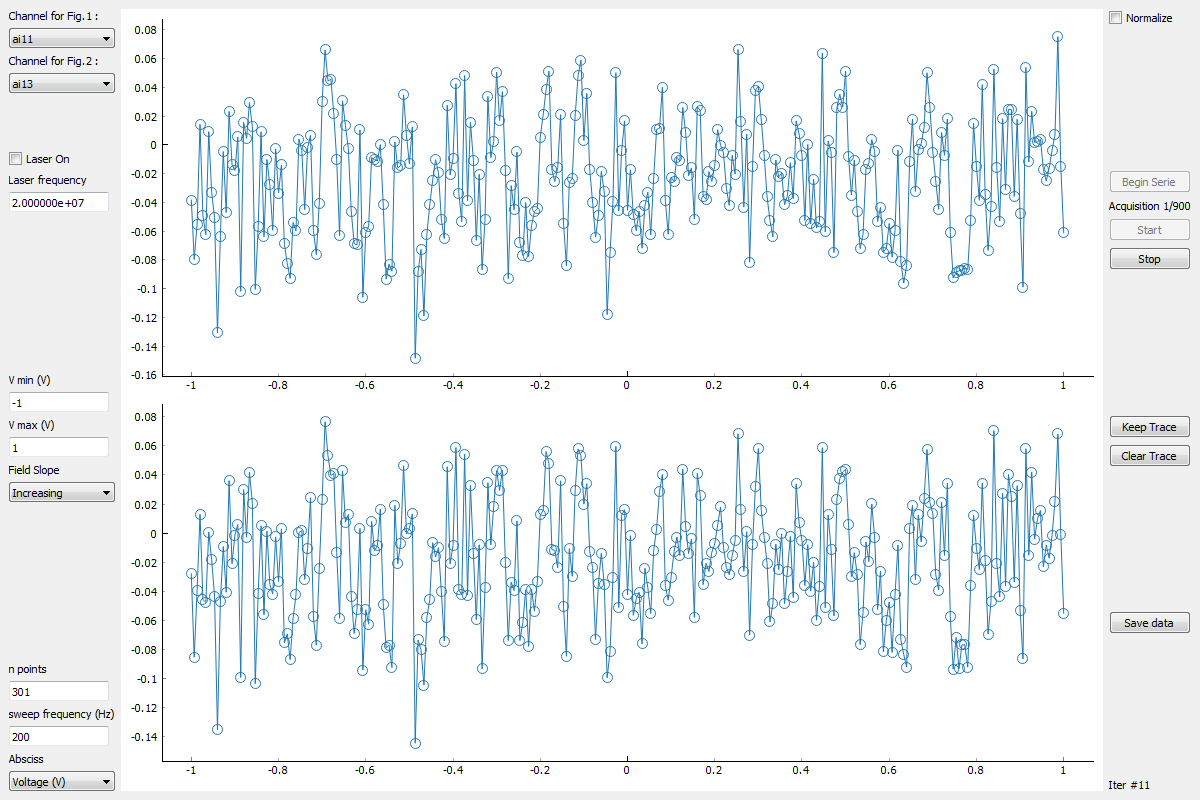 Channel for Fig.1 :
ai11
Channel for Fig.2 :
ai13
Laser On
Laser frequency
2.000000e+07
V min (V)
-1
V max (V)
1
Field Slope
Increasing
n points
301
sweep frequency (Hz)
200
Absciss
Voltage (V)
0.08
0.06
0.04
0.02
0
-0.02
-0.04
-0.06
-0.08
-0.1
-0.12
-0.14
-0.16
-1 -0.8 -0.6 -0.4 -0.2 0 0.2 0.4 0.6 0.8 1
0.08
0.06
0.04
0.02
0
-0.02
-0.04
-0.06
-0.08
-0.1
-0.12
-0.14
-1 -0.8 -0.6 -0.4 -0.2 0 0.2 0.4 0.6 0.8 1
Normalize
Begin Serie
Acquisition 1/900
Start
Stop
Keep Trace
Clear Trace
Save data
Iter #11